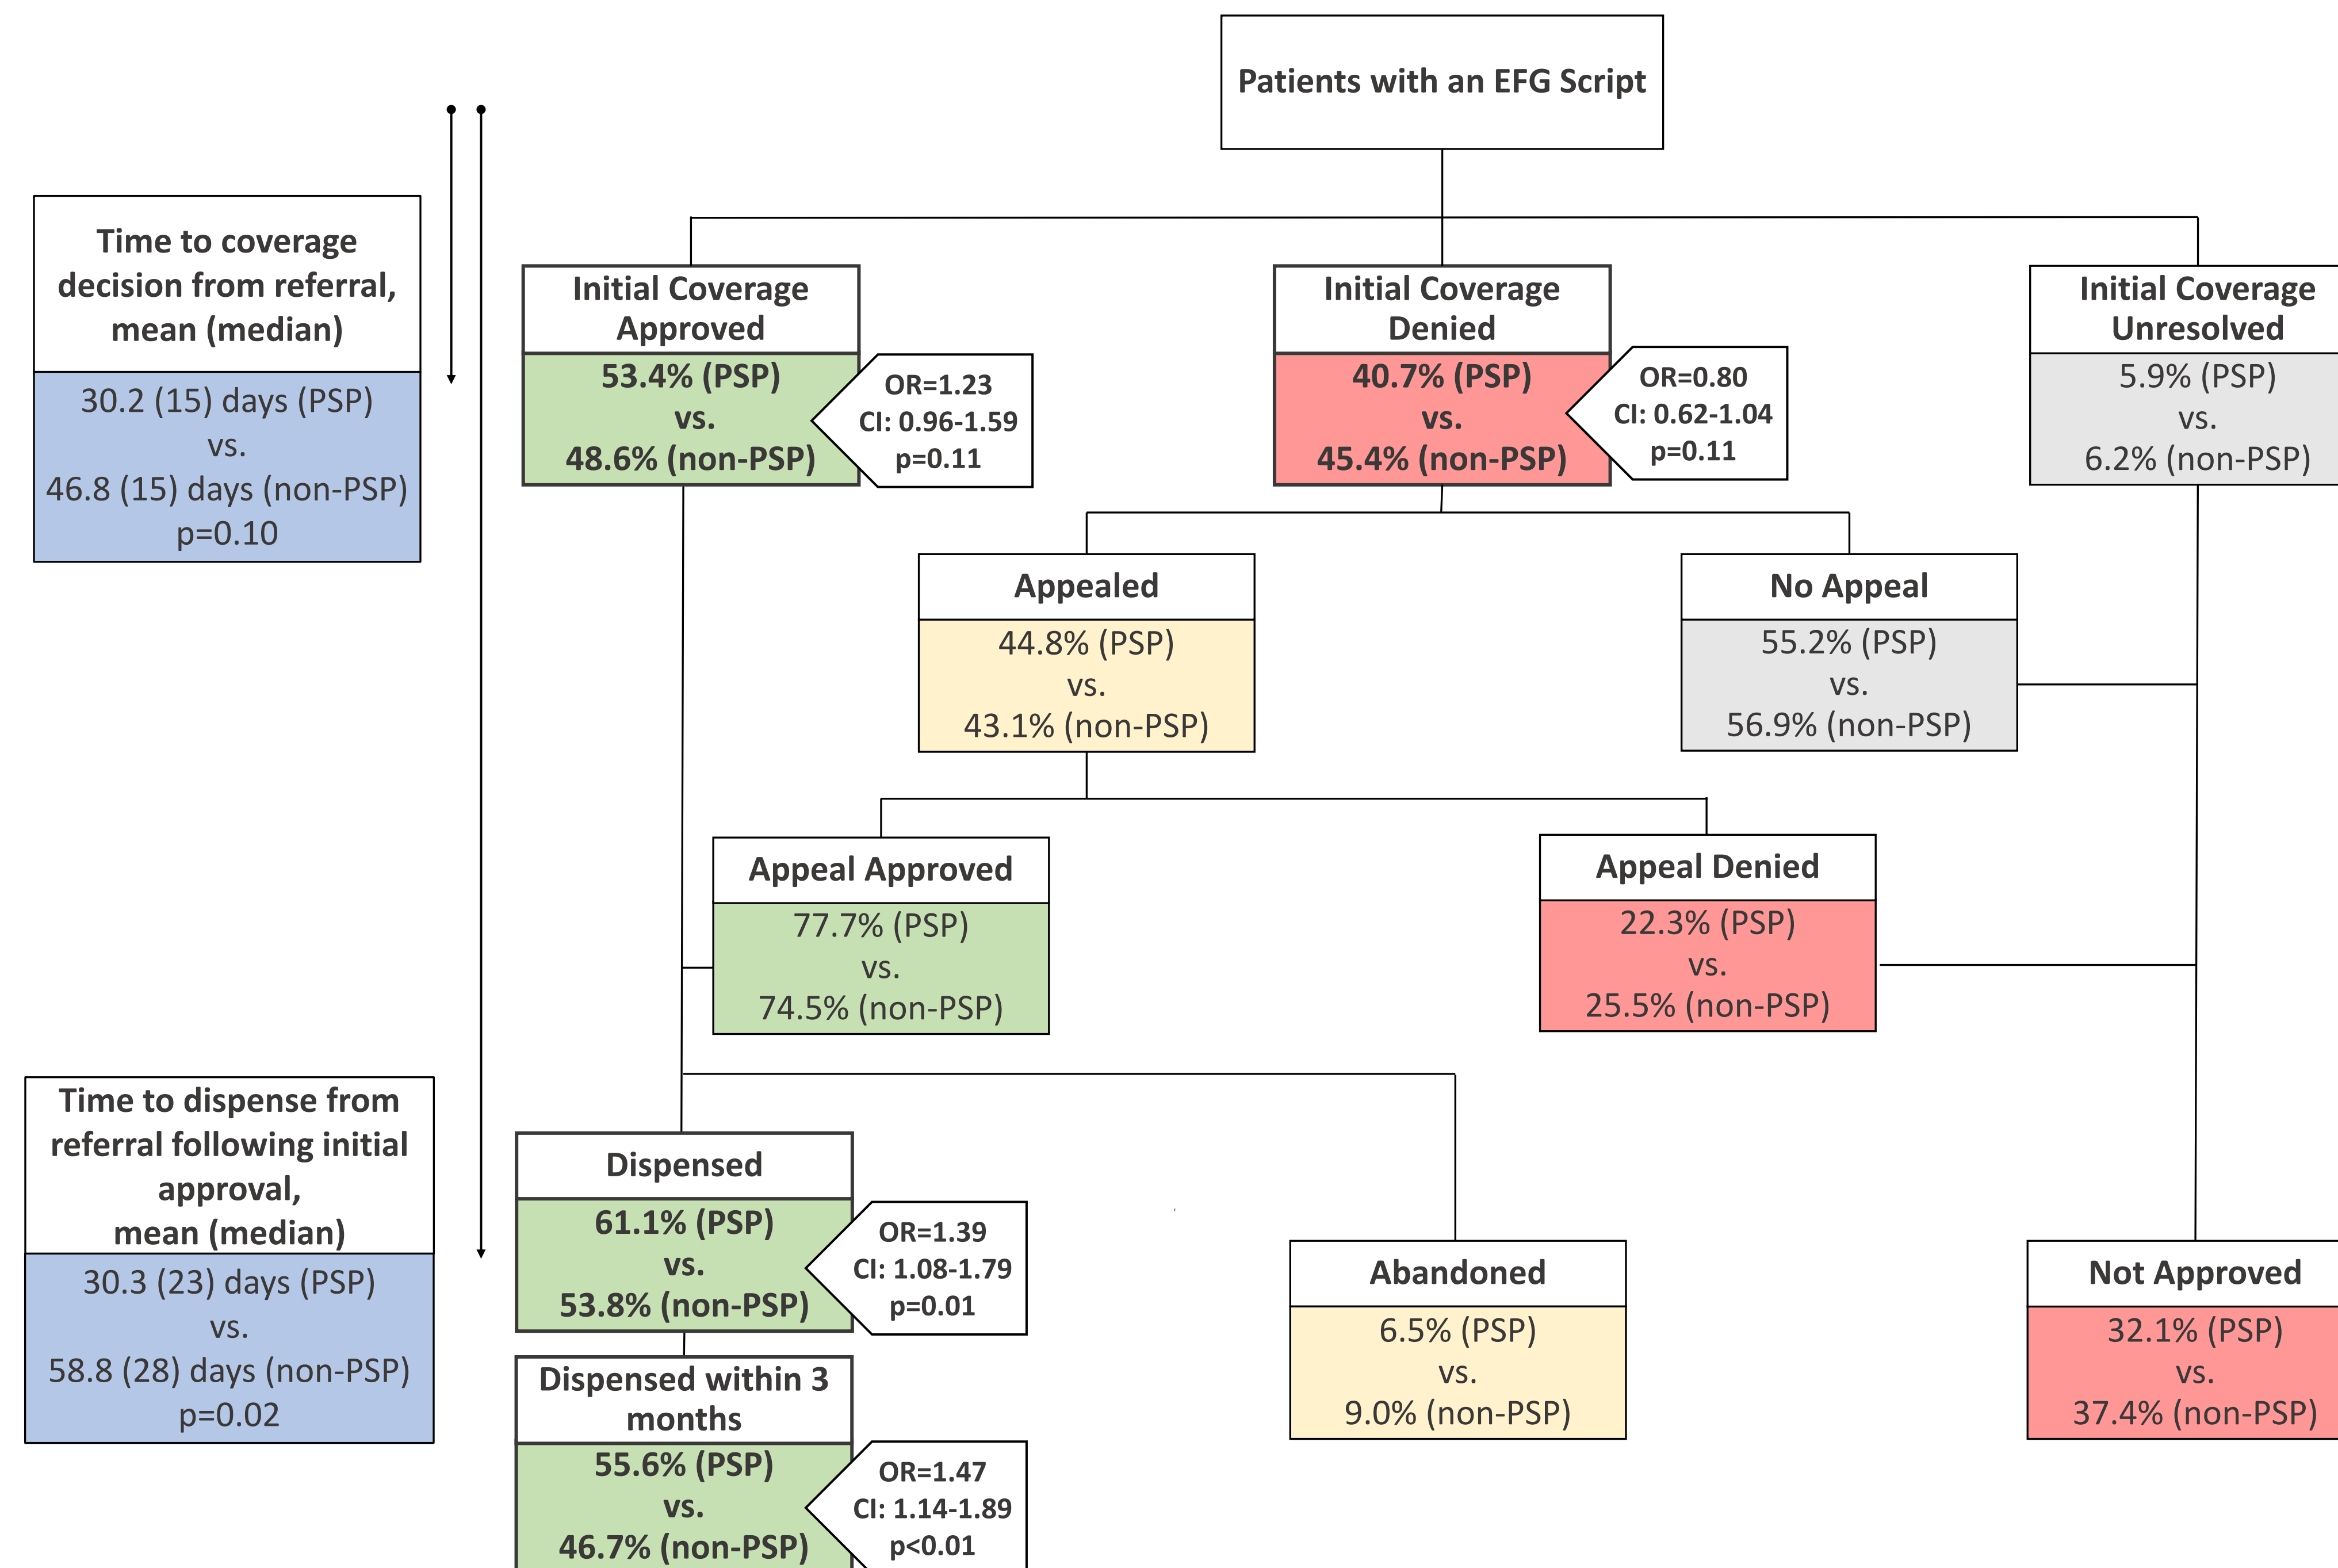 Patients with an EFG Script
Time to coverage
decision from referral,
mean (median)
30.2 (15) days (PSP)
vs.
46.8 (15) days (non-PSP)
p=0.10
Initial Coverage
Approved
53.4% (PSP)
vs.
48.6% (non-PSP)
OR=1.23
CI: 0.96-1.59
p=0.11
Initial Coverage
Denied
40.7% (PSP)
vs.
45.4% (non-PSP)
OR=0.80
CI: 0.62-1.04
p=0.11
Initial Coverage
Unresolved
5.9% (PSP)
vs.
6.2% (non-PSP)
Appealed
44.8% (PSP)
vs.
43.1% (non-PSP)
No Appeal
55.2% (PSP)
vs.
56.9% (non-PSP)
Appeal Approved
77.7% (PSP)
vs.
74.5% (non-PSP)
Appeal Denied
22.3% (PSP)
vs.
25.5% (non-PSP)
Time to dispense from
referral following initial
approval,
mean (median)
30.3 (23) days (PSP)
vs.
58.8 (28) days (non-PSP)
p=0.02
Dispensed
61.1% (PSP)
vs.
53.8% (non-PSP)
OR=1.39
CI: 1.08-1.79
p=0.01
Abandoned
6.5% (PSP)
vs.
9.0% (non-PSP)
Not Approved
32.1% (PSP)
vs.
37.4% (non-PSP)
Dispensed within 3
months
55.6% (PSP)
vs.
46.7% (non-PSP)
OR=1.47
CI: 1.14-1.89
p<0.01